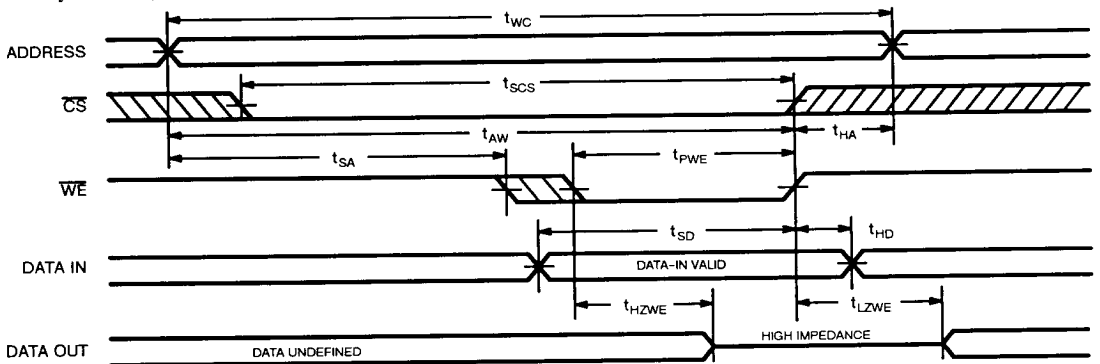 tWC
ADDRESS
tSCS
CS
tAW
tHA
tSA
tPWE
WE
tSD
tHD
DATA IN
DATA-IN VALID
tHZWE
tLZWE
HIGH IMPEDANCE
DATA OUT
DATA UNDEFINED